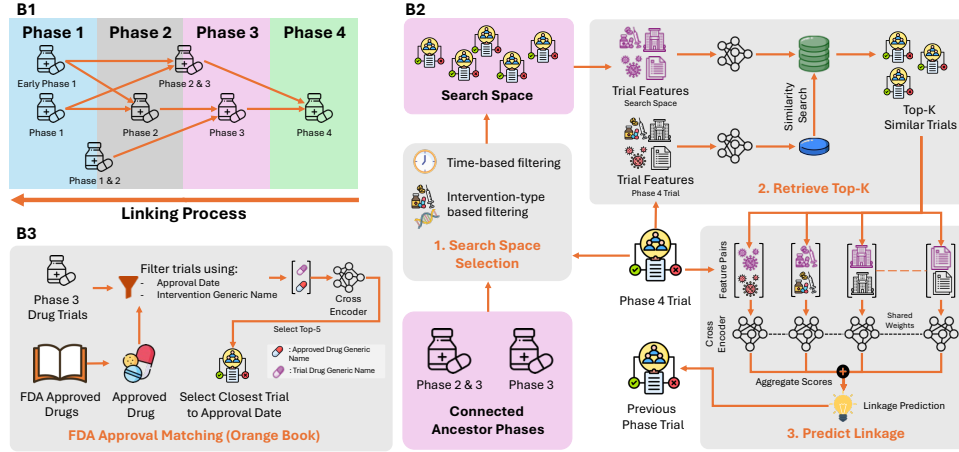 B1
Phase 1
Phase 2
Phase 3
Phase 4
Early Phase 1
Phase 2 & 3
Phase 1
Phase 2
Phase 3
Phase 4
Phase 1 & 2
Linking Process
B2
Search Space
Time-based filtering
Intervention-type
based filtering
1. Search Space
Selection
Phase 2 & 3
Phase 3
Connected
Ancestor Phases
Trial Features
Search Space
Trial Features
Phase 4 Trial
Similarity
Search
Top-K
Similar Trials
2. Retrieve Top-K
Phase 4 Trial
Previous
Phase Trial
Feature Pairs
Cross
Encoder
Shared
Weights
Aggregate Scores
Linkage Prediction
3. Predict Linkage
B3
Phase 3
Drug Trials
Filter trials using:
- Approval Date
- Intervention Generic Name
Cross
Encoder
Select Top-5
: Approved Drug Generic
Name
: Trial Drug Generic Name
FDA Approved
Drugs
Approved
Drug
Select Closest Trial
to Approval Date
FDA Approval Matching (Orange Book)